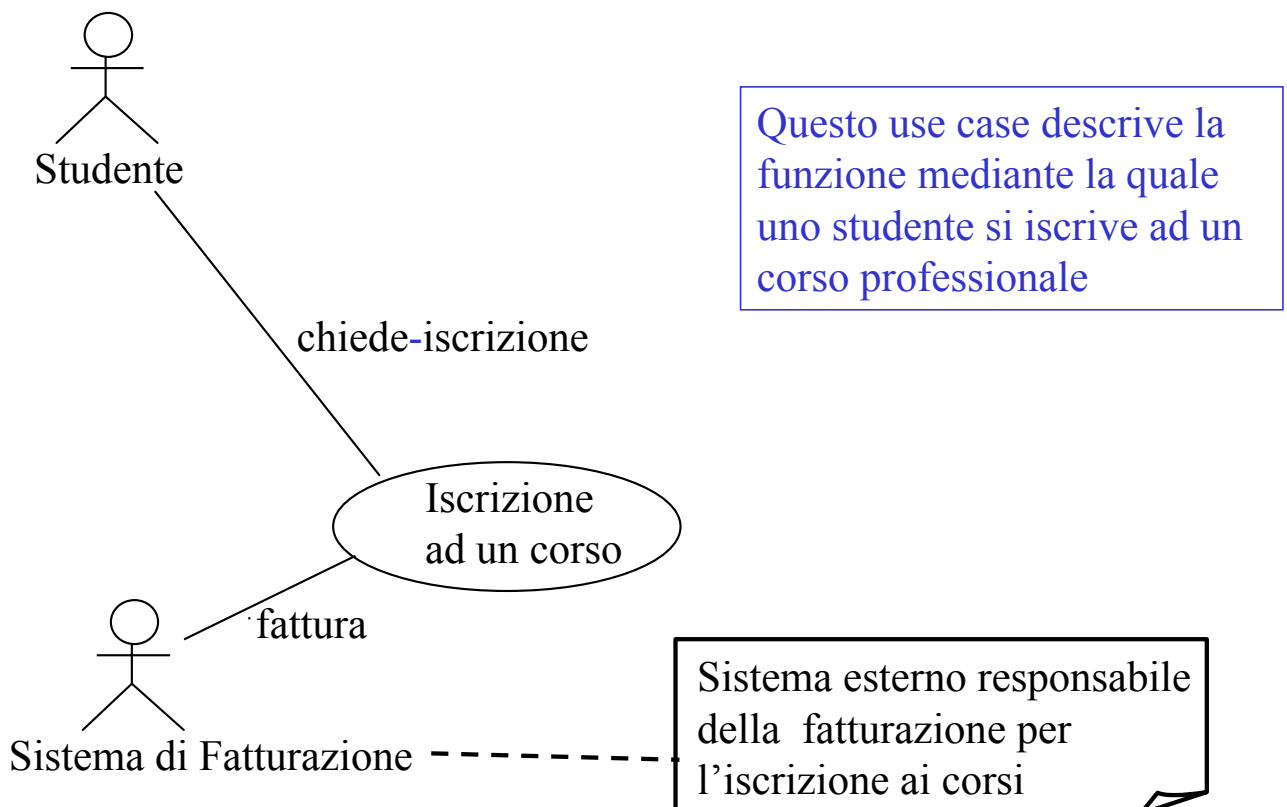 Studente
Questo use case descrive la
funzione mediante la quale
uno studente si iscrive ad un
corso professionale
chiede-iscrizione
Iscrizione
ad un corso
fattura
Sistema di Fatturazione
Sistema esterno responsabile
della fatturazione per
l’iscrizione ai corsi